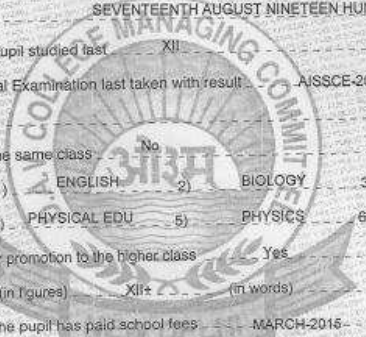 SEVENTEENTH AUGUST NINETEEN HU
upil studied last XII
al Examination last taken with result AISSCE-20
COLLEGE MANAGING COMMITTEE
ओ३म्
e same class No
) ENGLISH 2) BIOLOGY 3
) PHYSICAL EDU 5) PHYSICS 6
r promotion to the higher class Yes
(in figures) XII+ (in words)
he pupil has paid school fees MARCH-2015